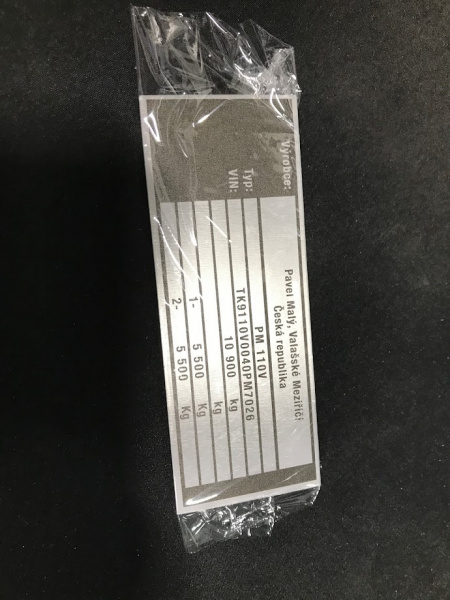 Výrobce: Pavel Malý, Valašské Meziříčí
Česká republika
Typ: PM 110V
VIN: TK9110V0040PM7026
10 900 kg
kg
1- 5 500 Kg
2- 5 500 Kg